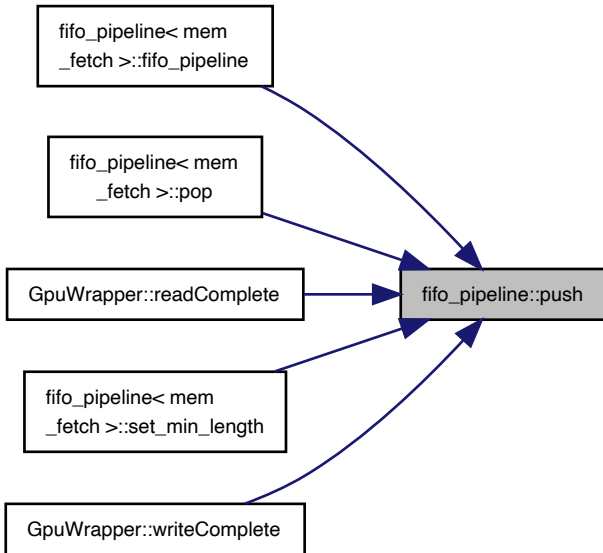 fifo_pipeline< mem
_fetch >::fifo_pipeline
fifo_pipeline< mem
_fetch >::pop
GpuWrapper::readComplete
fifo_pipeline::push
fifo_pipeline< mem
_fetch >::set_min_length
GpuWrapper::writeComplete